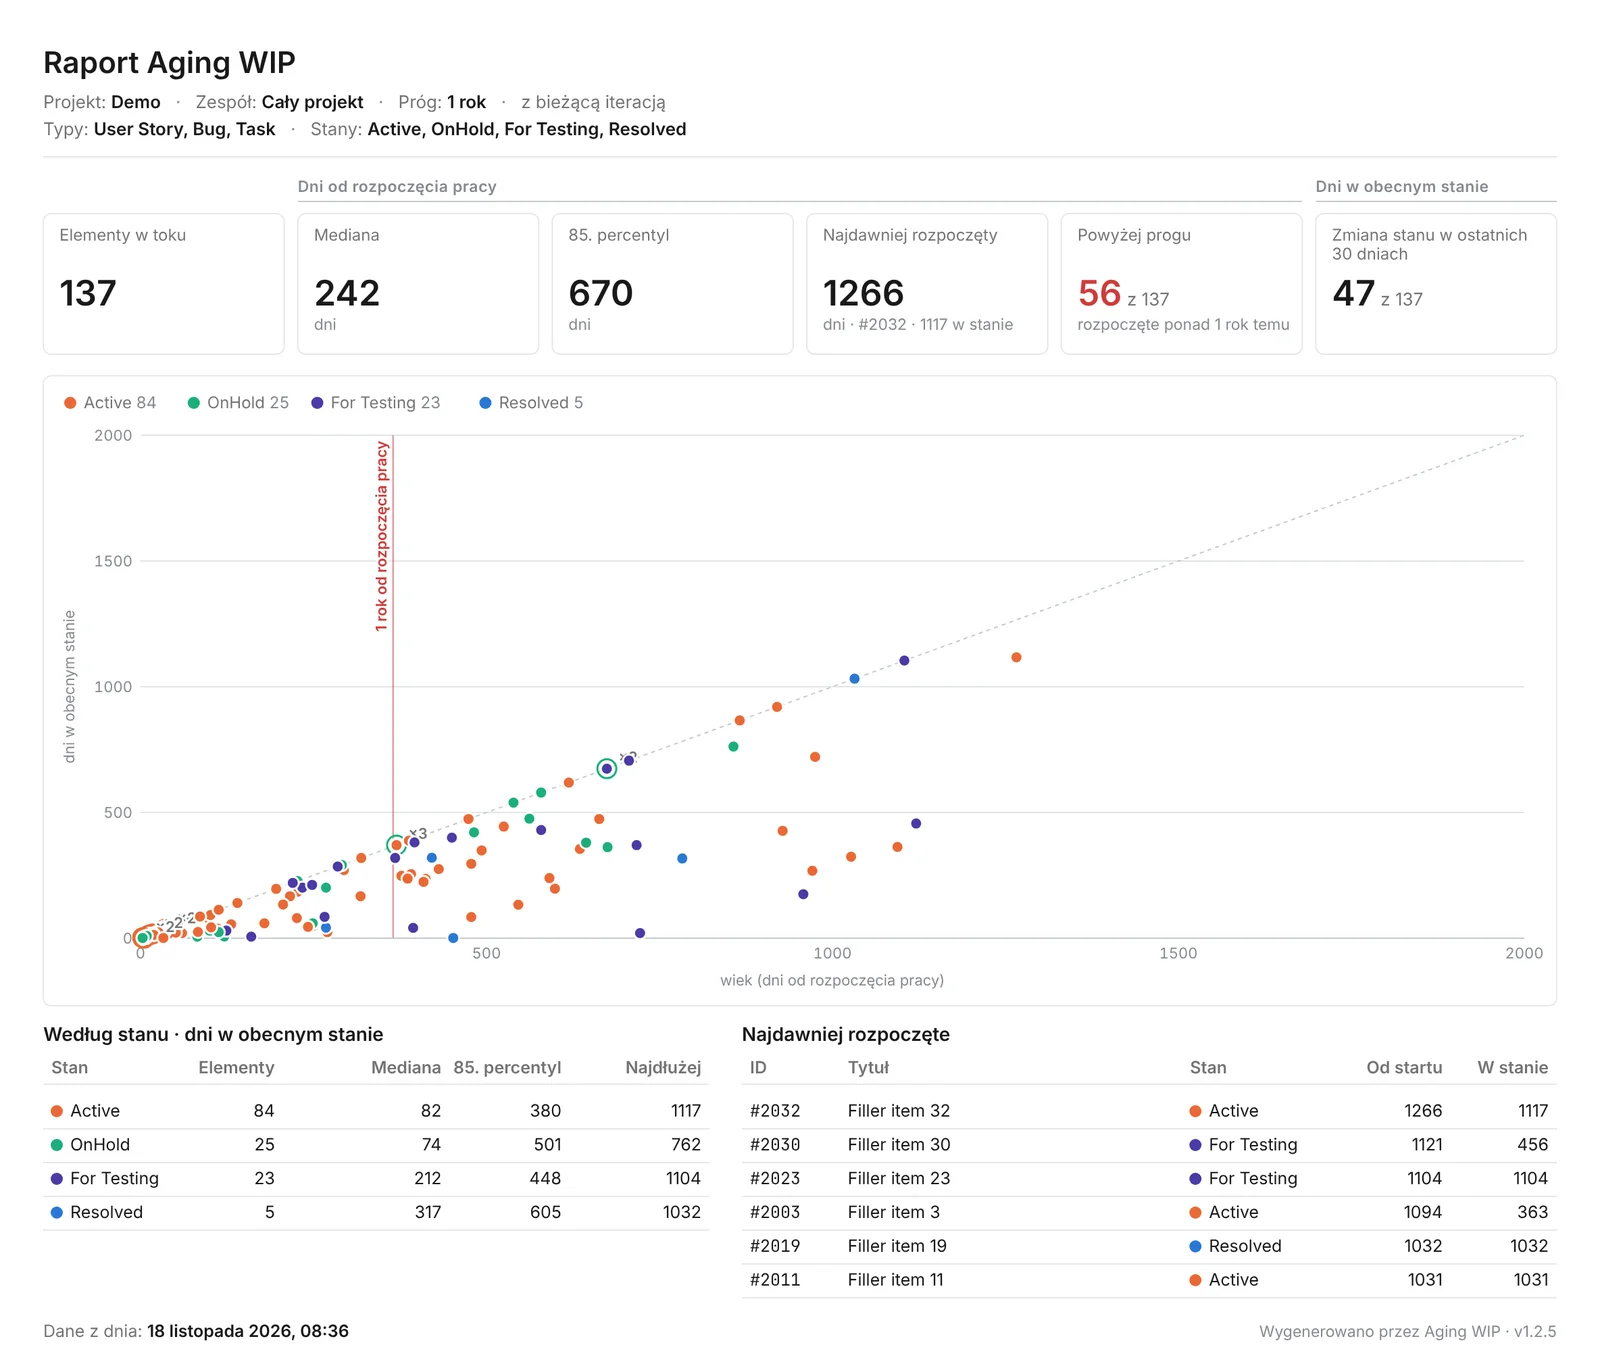 Raport Aging WIP
Projekt: Demo · Zespół: Cały projekt · Próg: 1 rok · z bieżącą iteracją
Typy: User Story, Bug, Task · Stany: Active, OnHold, For Testing, Resolved
Dni od rozpoczęcia pracy
Dni w obecnym stanie
Elementy w toku
137
Mediana
242
dni
85. percentyl
670
dni
Najdawniej rozpoczęty
1266
dni · #2032 · 1117 w stanie
Powyżej progu
56 z 137
rozpoczęte ponad 1 rok temu
Zmiana stanu w ostatnich
30 dniach
47 z 137
Active 84 OnHold 25 For Testing 23 Resolved 5
2000
1500
1000
500
0
dni w obecnym stanie
1 rok od rozpoczęcia pracy
×3
0 500 1000 1500 2000
wiek (dni od rozpoczęcia pracy)
Według stanu · dni w obecnym stanie
Stan Elementy Mediana 85. percentyl Najdłużej
Active 84 82 380 1117
OnHold 25 74 501 762
For Testing 23 212 448 1104
Resolved 5 317 605 1032
Najdawniej rozpoczęte
ID Tytuł Stan Od startu W stanie
#2032 Filler item 32 Active 1266 1117
#2030 Filler item 30 For Testing 1121 456
#2023 Filler item 23 For Testing 1104 1104
#2003 Filler item 3 Active 1094 363
#2019 Filler item 19 Resolved 1032 1032
#2011 Filler item 11 Active 1031 1031
Dane z dnia: 18 listopada 2026, 08:36
Wygenerowano przez Aging WIP · v1.2.5